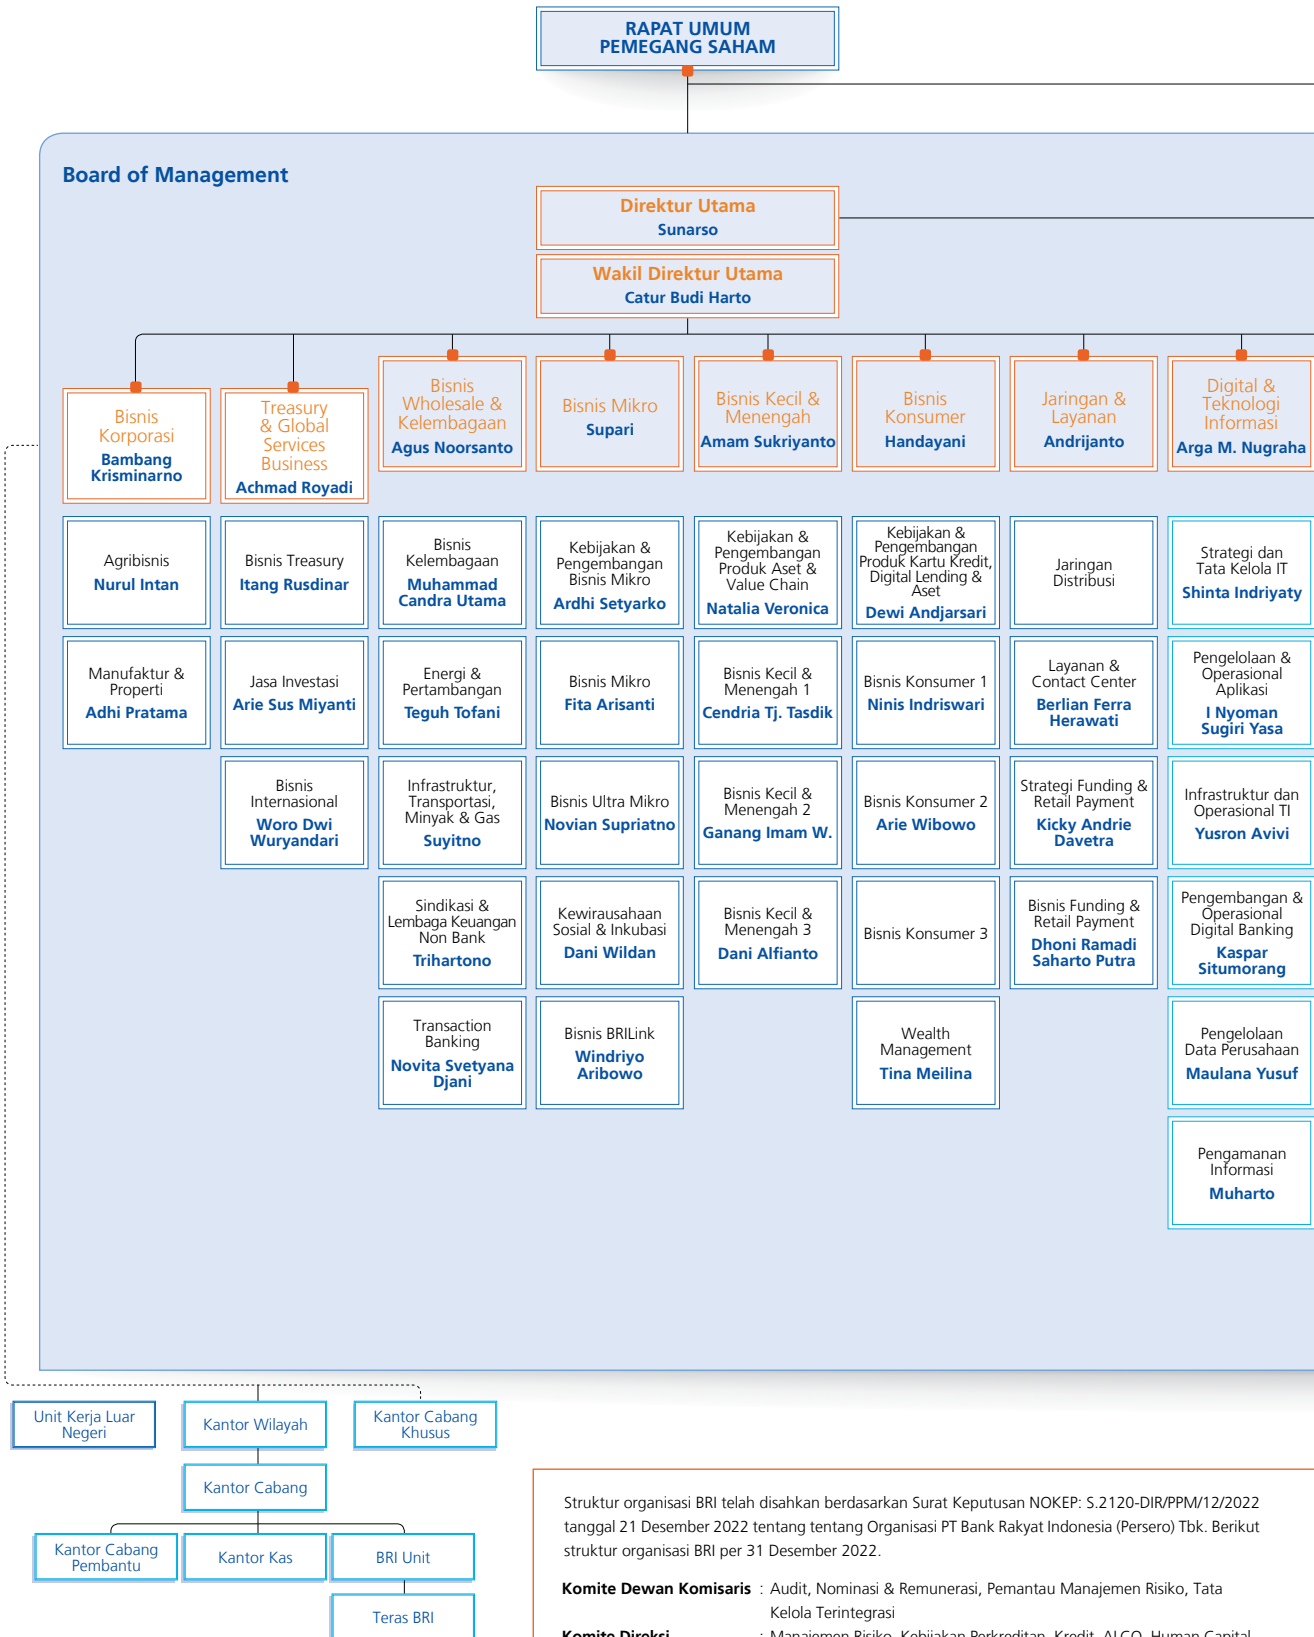 RAPAT UMUM
PEMEGANG SAHAM
Board of Management
Direktur Utama
Sunarso
Wakil Direktur Utama
Catur Budi Harto
Bisnis
Korporasi
Bambang
Krisminarno
Treasury
& Global
Services
Business
Achmad Royadi
Bisnis
Wholesale &
Kelembagaan
Agus Noorsanto
Bisnis Mikro
Supari
Bisnis Kecil &
Menengah
Amam Sukriyanto
Bisnis
Konsumer
Handayani
Jaringan &
Layanan
Andrijanto
Digital &
Teknologi
Informasi
Arga M. Nugraha
Agribisnis
Nurul Intan
Bisnis Treasury
Itang Rusdinar
Bisnis
Kelembagaan
Muhammad
Candra Utama
Kebijakan &
Pengembangan
Bisnis Mikro
Ardhi Setyarko
Kebijakan &
Pengembangan
Produk Aset &
Value Chain
Natalia Veronica
Kebijakan &
Pengembangan
Produk Kartu Kredit,
Digital Lending &
Aset
Dewi Andjarsari
Jaringan
Distribusi
Strategi dan
Tata Kelola IT
Shinta Indriyaty
Manufaktur &
Properti
Adhi Pratama
Jasa Investasi
Arie Sus Miyanti
Energi &
Pertambangan
Teguh Tofani
Bisnis Mikro
Fita Arisanti
Bisnis Kecil &
Menengah 1
Cendria Tj. Tasdik
Bisnis Konsumer 1
Ninis Indriswari
Layanan &
Contact Center
Berlian Ferra
Herawati
Pengelolaan &
Operasional
Aplikasi
I Nyoman
Sugiri Yasa
Bisnis
Internasional
Woro Dwi
Wuryandari
Infrastruktur,
Transportasi,
Minyak & Gas
Suyitno
Bisnis Ultra Mikro
Novian Supriatno
Bisnis Kecil &
Menengah 2
Ganang Imam W.
Bisnis Konsumer 2
Arie Wibowo
Strategi Funding &
Retail Payment
Kicky Andrie
Davetra
Infrastruktur dan
Operasional TI
Yusron Avivi
Sindikasi &
Lembaga Keuangan
Non Bank
Trihartono
Kewirausahaan
Sosial & Inkubasi
Dani Wildan
Bisnis Kecil &
Menengah 3
Dani Alfianto
Bisnis Konsumer 3
Bisnis Funding &
Retail Payment
Dhoni Ramadi
Saharto Putra
Pengembangan &
Operasional
Digital Banking
Kaspar
Situmorang
Transaction
Banking
Novita Svetyana
Djani
Bisnis BRILink
Windriyo
Aribowo
Wealth
Management
Tina Meilina
Pengelolaan
Data Perusahaan
Maulana Yusuf
Pengamanan
Informasi
Muharto
Unit Kerja Luar
Negeri
Kantor Wilayah
Kantor Cabang
Khusus
Kantor Cabang
Kantor Cabang
Pembantu
Kantor Kas
BRI Unit
Teras BRI
Struktur organisasi BRI telah disahkan berdasarkan Surat Keputusan NOKEP: S.2120-DIR/PPM/12/2022
tanggal 21 Desember 2022 tentang tentang Organisasi PT Bank Rakyat Indonesia (Persero) Tbk. Berikut
struktur organisasi BRI per 31 Desember 2022.
Komite Dewan Komisaris : Audit, Nominasi & Remunerasi, Pemantau Manajemen Risiko, Tata
Kelola Terintegrasi
Komite Direksi : Manajemen Risiko, Kebijakan Perkreditan, Kredit, ALCO, Human Capital,